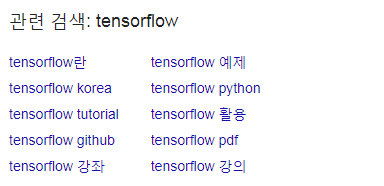 관련 검색: tensorflow
tensorflow란 tensorflow 예제
tensorflow korea tensorflow python
tensorflow tutorial tensorflow 활용
tensorflow github tensorflow pdf
tensorflow 강좌 tensorflow 강의